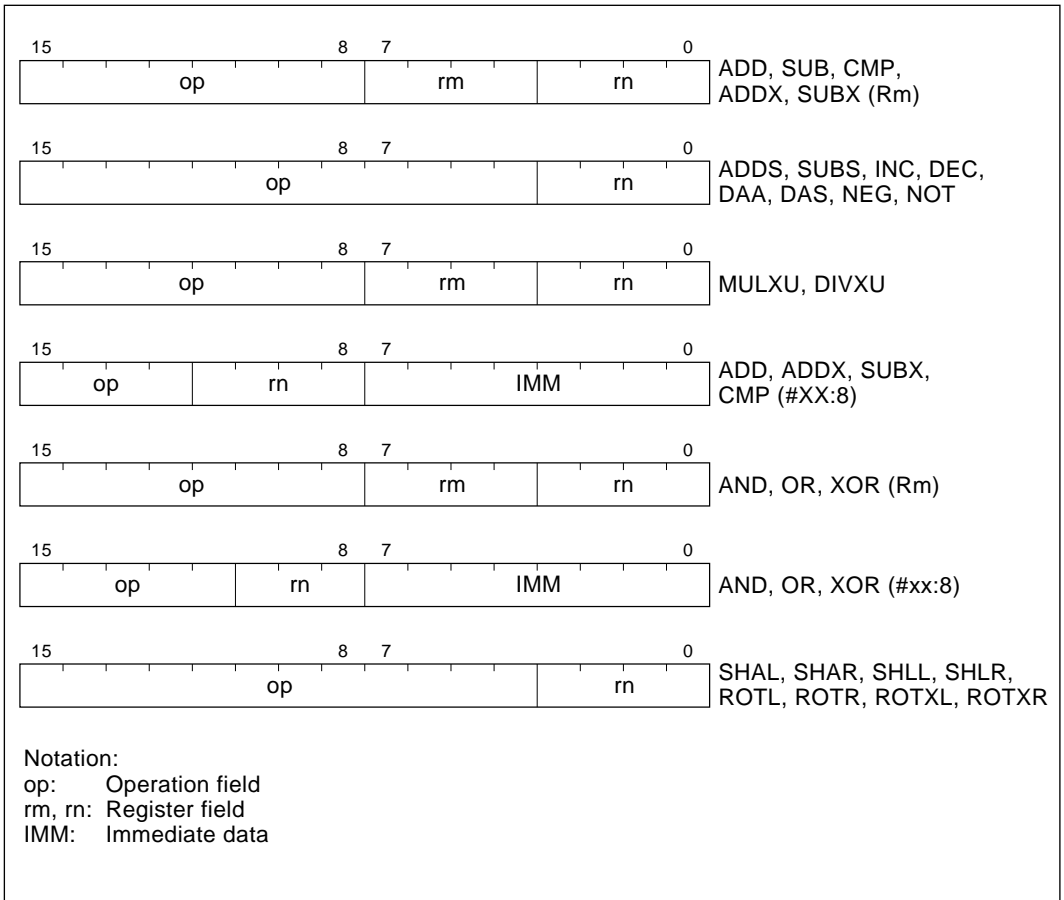 15 8 7 0
op rm rn
ADD, SUB, CMP,
ADDX, SUBX (Rm)
15 8 7 0
op rn
ADDS, SUBS, INC, DEC,
DAA, DAS, NEG, NOT
15 8 7 0
op rm rn
MULXU, DIVXU
15 8 7 0
op rn IMM
ADD, ADDX, SUBX,
CMP (#XX:8)
15 8 7 0
op rm rn
AND, OR, XOR (Rm)
15 8 7 0
op rn IMM
AND, OR, XOR (#xx:8)
15 8 7 0
op rn
SHAL, SHAR, SHLL, SHLR,
ROTL, ROTR, ROTXL, ROTXR
Notation:
op: Operation field
rm, rn: Register field
IMM: Immediate data